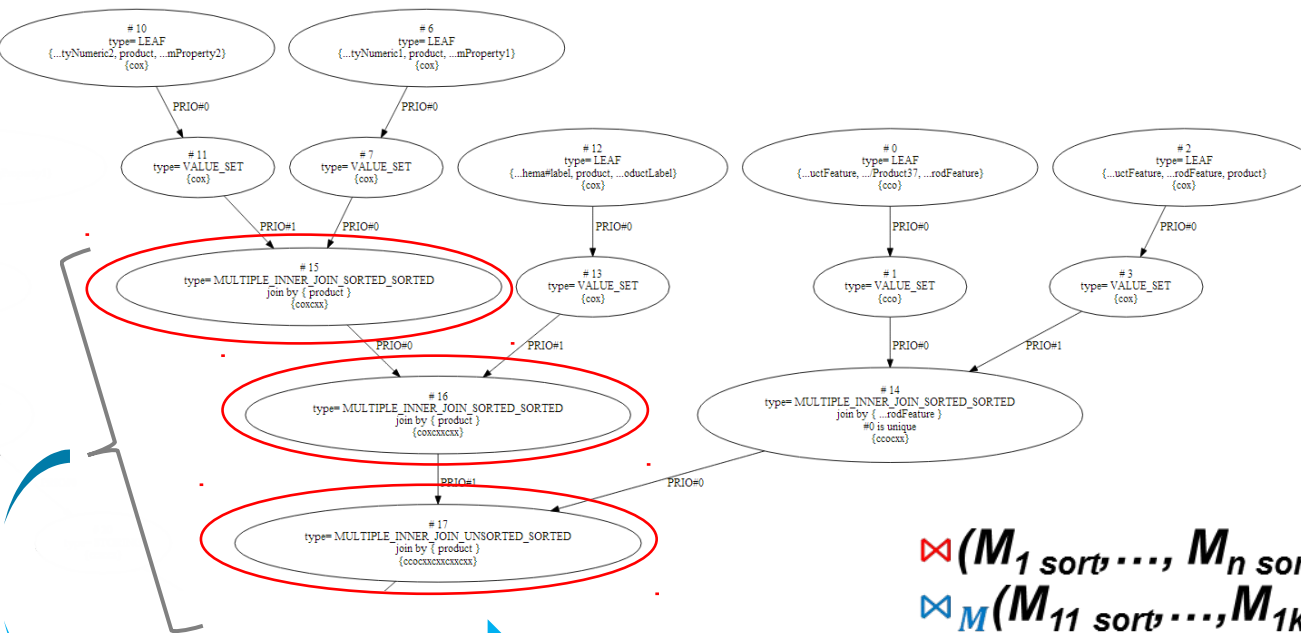 # 10
type= LEAF
{...tyNumeric2, product, ...mProperty2}
{cox}
# 6
type= LEAF
{...tyNumeric1, product, ...mProperty1}
{cox}
PRIO#0
PRIO#0
# 11
type= VALUE_SET
{cox}
# 7
type= VALUE_SET
{cox}
# 12
type= LEAF
{...hema#label, product, ...oductLabel}
{cox}
# 0
type= LEAF
{...uctFeature, .../Product37, ...rodFeature}
{cco}
# 2
type= LEAF
{...uctFeature, ...rodFeature, product}
{cox}
PRIO#1
PRIO#0
PRIO#0
PRIO#0
PRIO#0
# 15
type= MULTIPLE_INNER_JOIN_SORTED_SORTED
join by { product }
{coxcxx}
# 13
type= VALUE_SET
{cox}
# 1
type= VALUE_SET
{cco}
# 3
type= VALUE_SET
{cox}
PRIO#0
PRIO#1
PRIO#0
PRIO#1
# 16
type= MULTIPLE_INNER_JOIN_SORTED_SORTED
join by { product }
{coxcxxcxx}
# 14
type= MULTIPLE_INNER_JOIN_SORTED_SORTED
join by { ...rodFeature }
#0 is unique
{ccocxx}
PRIO#1
PRIO#0
# 17
type= MULTIPLE_INNER_JOIN_UNSORTED_SORTED
join by { product }
{ccocxxcxxcxxcxx}
⋈(M1 sort,..., Mn sor
⋈M(M11 sort,...,M1k